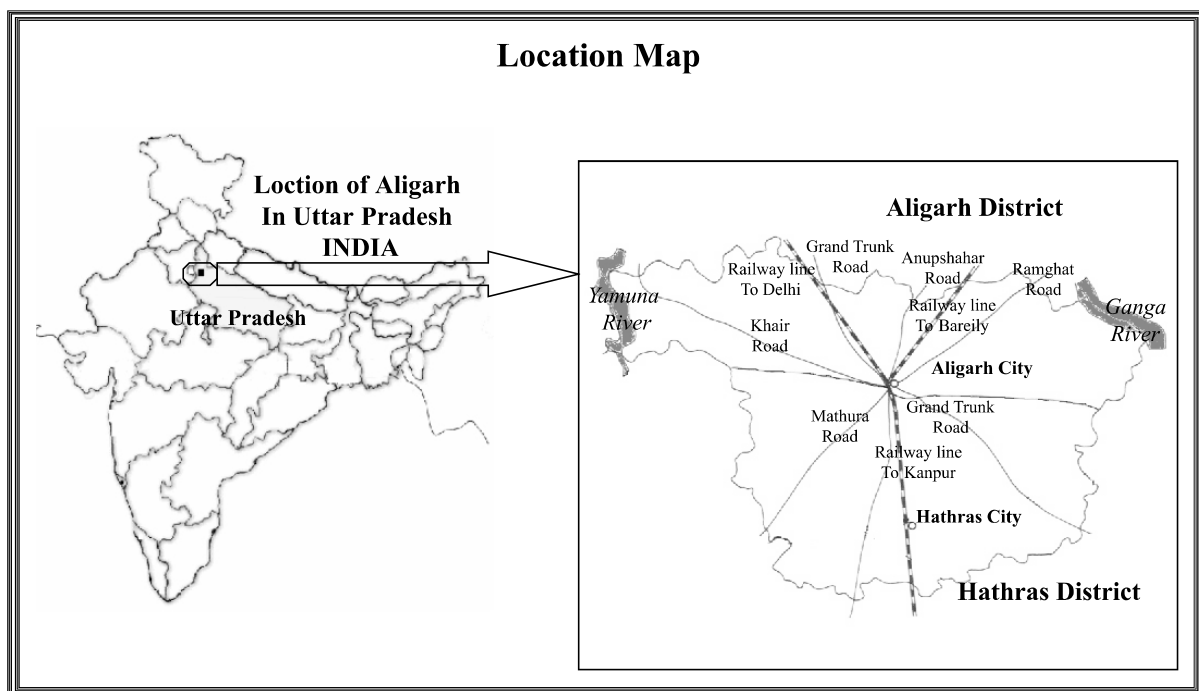 Location Map
Loction of Aligarh
In Uttar Pradesh
INDIA
Uttar Pradesh
Aligarh District
Grand Trunk
Road
Anupshahar
Road
Ramghat
Road
Railway line
To Delhi
Railway line
To Bareily
Yamuna
River
Ganga
River
Khair
Road
Aligarh City
Mathura
Road
Grand Trunk
Road
Railway line
To Kanpur
Hathras City
Hathras District